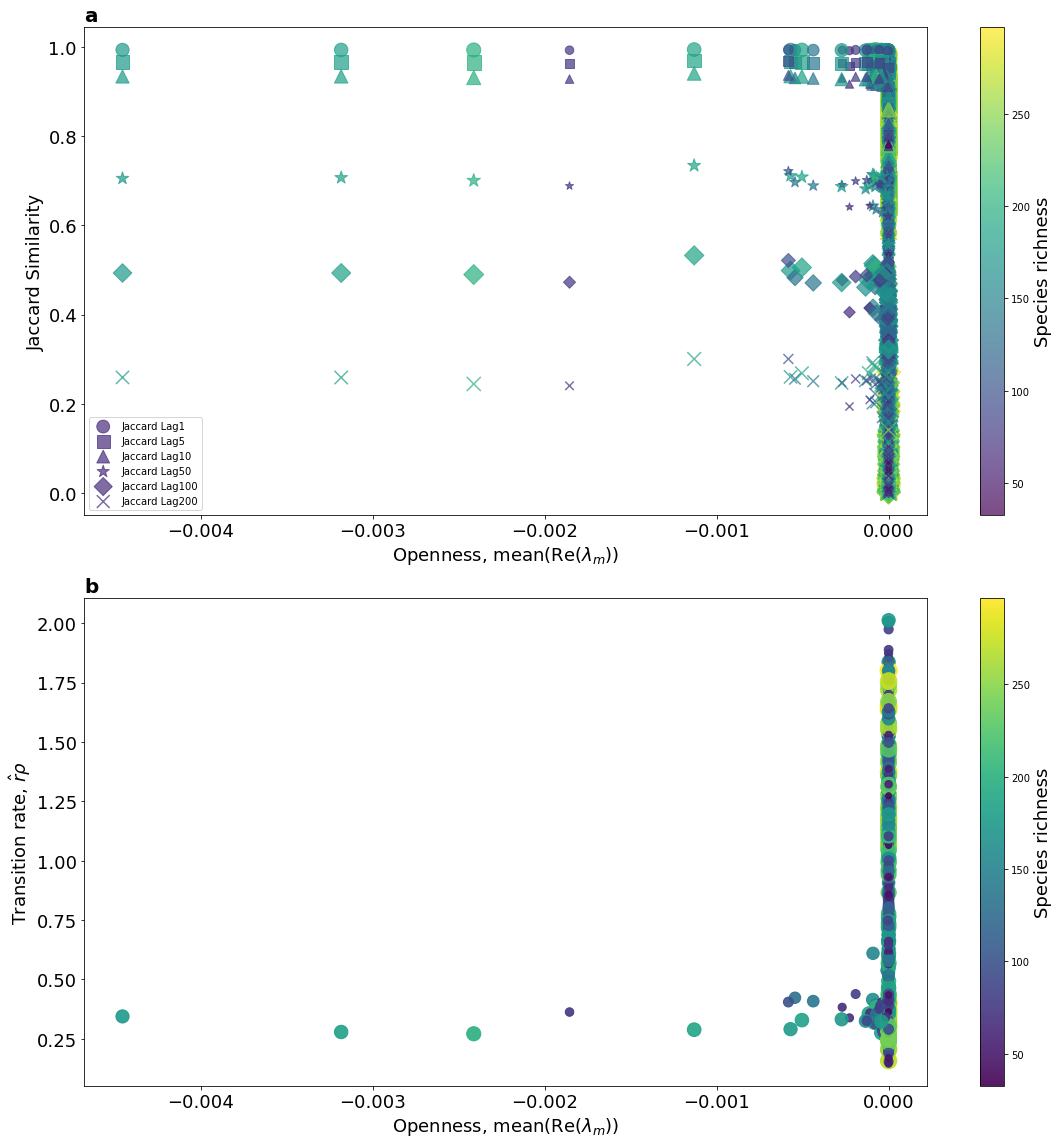 a
1.0
0.8
0.6
0.4
0.2
0.0
Jaccard Similarity
Jaccard Lag1
Jaccard Lag5
Jaccard Lag10
Jaccard Lag50
Jaccard Lag100
Jaccard Lag200
−0.004 −0.003 −0.002 −0.001 0.000
Openness, mean(Re(λm))
250
200
150
100
50
Species richness
b
2.00
1.75
1.50
1.25
1.00
0.75
0.50
0.25
Transition rate, r̂ρ
−0.004 −0.003 −0.002 −0.001 0.000
Openness, mean(Re(λm))
250
200
150
100
50
Species richness